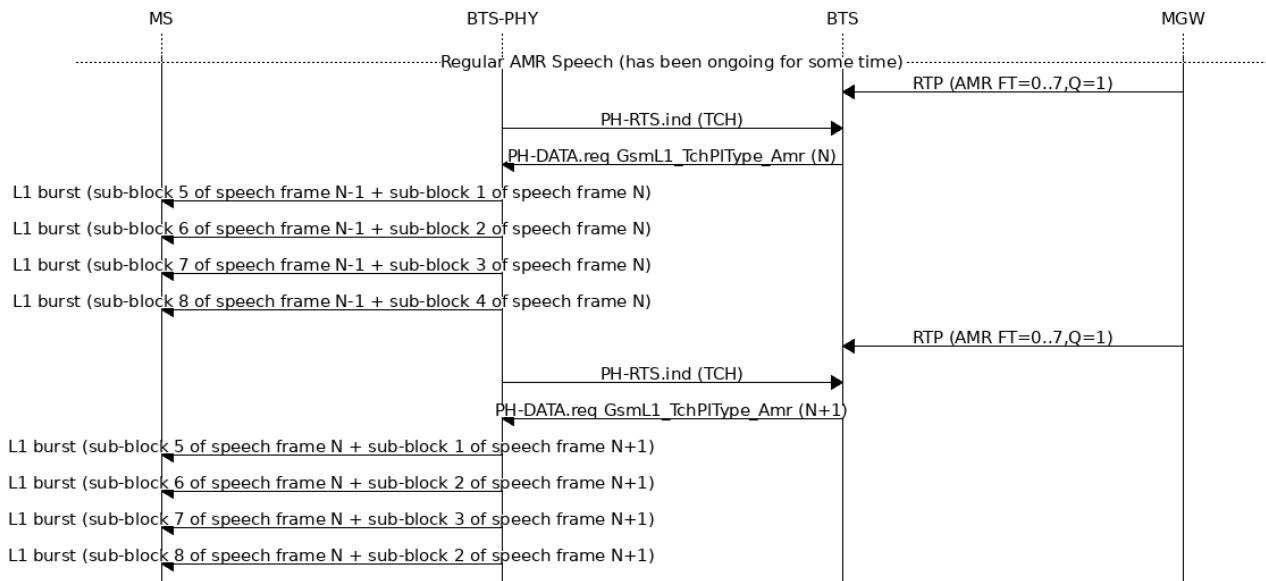 MS BTS-PHY BTS MGW
Regular AMR Speech (has been ongoing for some time)
RTP (AMR FT=0..7,Q=1)
PH-RTS.ind (TCH)
PH-DATA.req GsmL1_TchPlType_Amr (N)
L1 burst (sub-block 5 of speech frame N-1 + sub-block 1 of speech frame N)
L1 burst (sub-block 6 of speech frame N-1 + sub-block 2 of speech frame N)
L1 burst (sub-block 7 of speech frame N-1 + sub-block 3 of speech frame N)
L1 burst (sub-block 8 of speech frame N-1 + sub-block 4 of speech frame N)
RTP (AMR FT=0..7,Q=1)
PH-RTS.ind (TCH)
PH-DATA.req GsmL1_TchPlType_Amr (N+1)
L1 burst (sub-block 5 of speech frame N + sub-block 1 of speech frame N+1)
L1 burst (sub-block 6 of speech frame N + sub-block 2 of speech frame N+1)
L1 burst (sub-block 7 of speech frame N + sub-block 3 of speech frame N+1)
L1 burst (sub-block 8 of speech frame N + sub-block 2 of speech frame N+1)